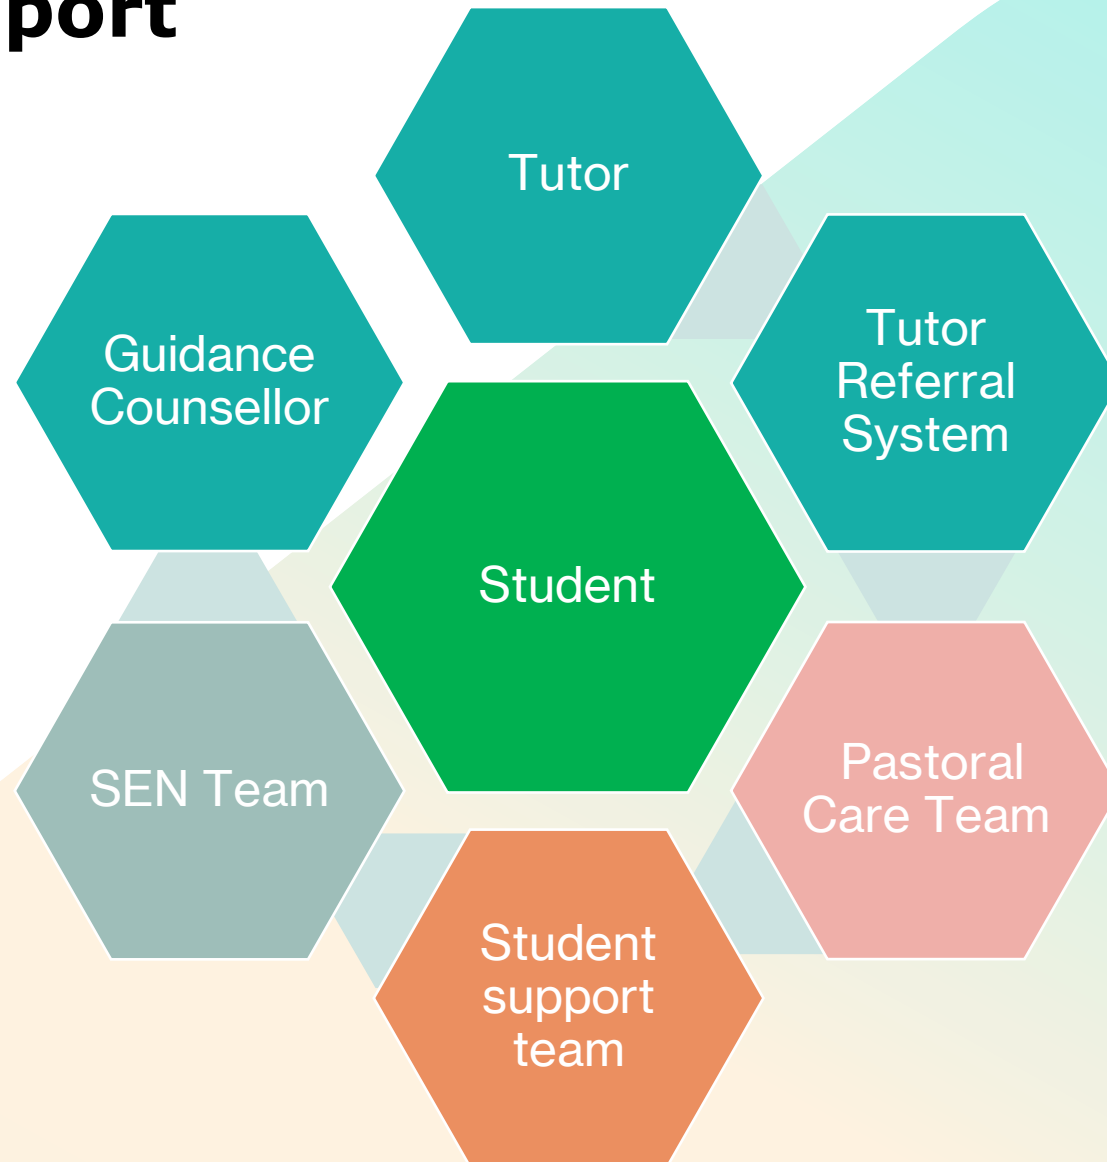 port
Tutor
Guidance
Counsellor
Tutor
Referral
System
Student
SEN Team
Pastoral
Care Team
Student
support
team